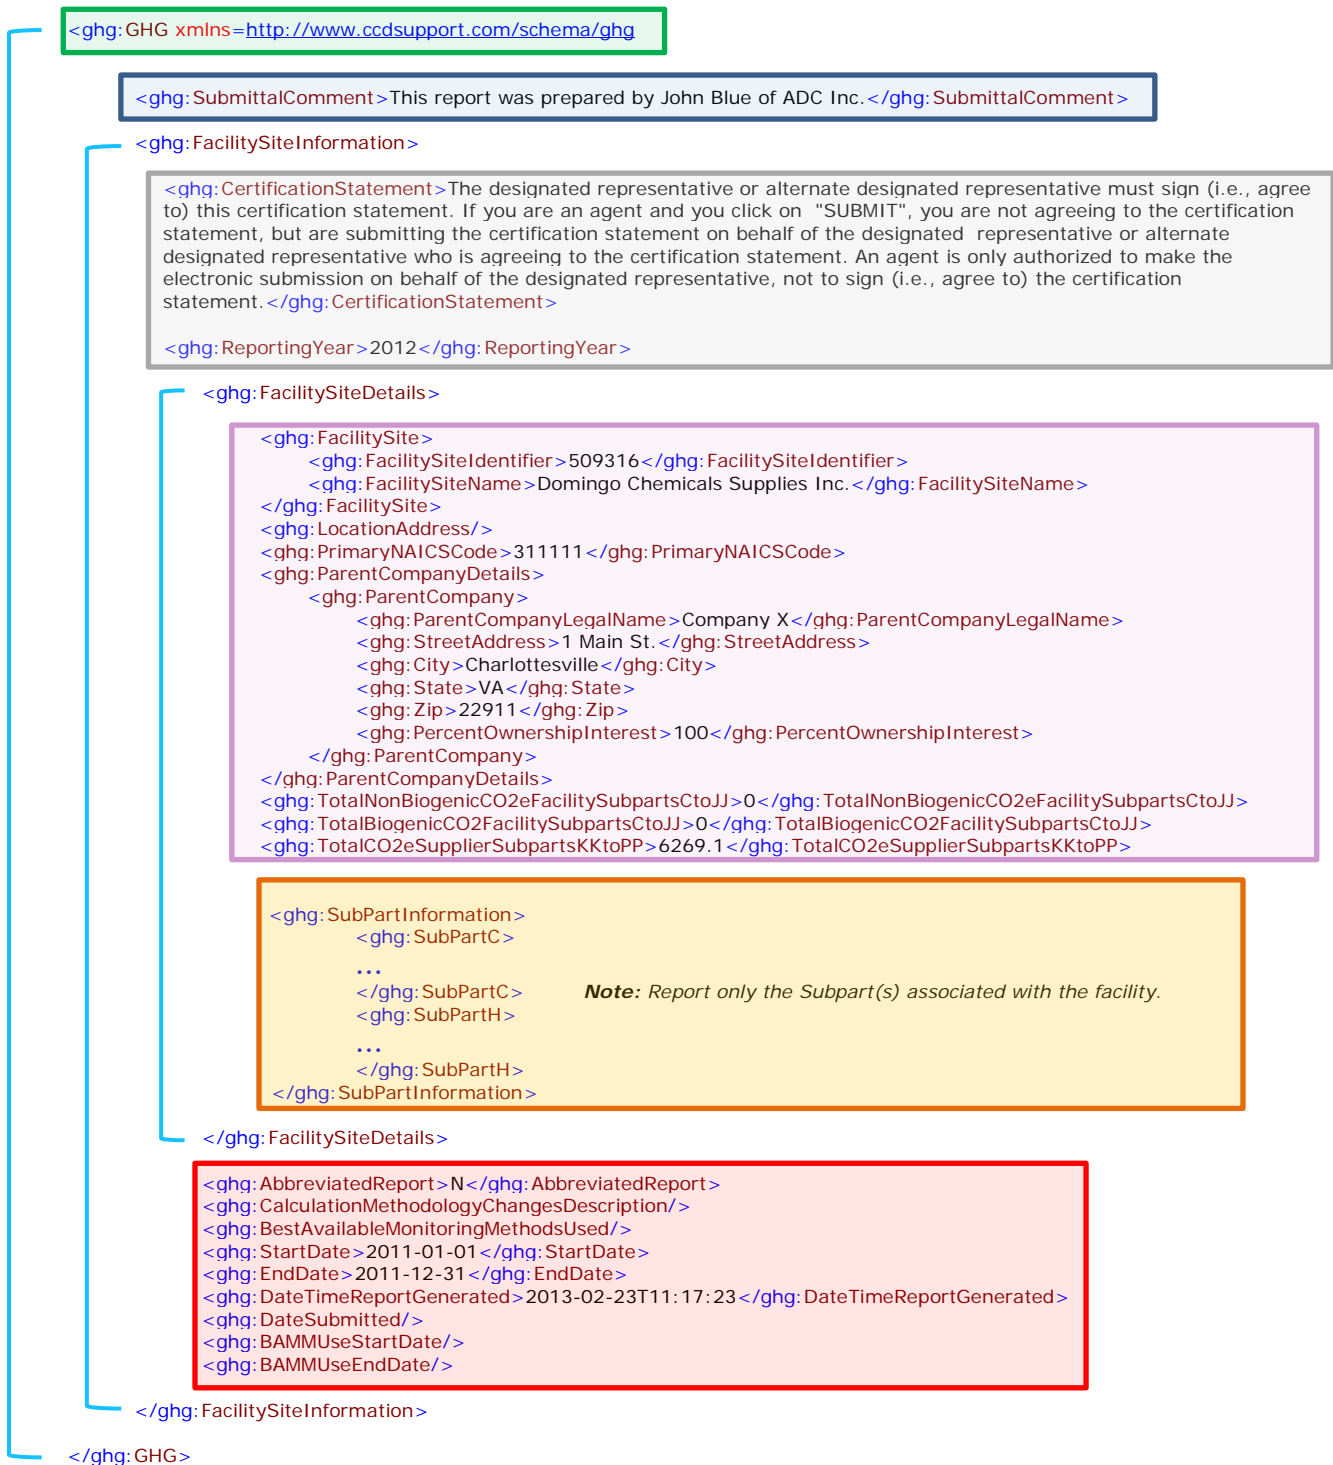 <ghg:GHG xmlns=http://www.ccdsupport.com/schema/ghg
<ghg:SubmittalComment>This report was prepared by John Blue of ADC Inc.</ghg:SubmittalComment>
<ghg:FacilitySiteInformation>
<ghg:CertificationStatement>The designated representative or alternate designated representative must sign (i.e., agree
to) this certification statement. If you are an agent and you click on "SUBMIT", you are not agreeing to the certification
statement, but are submitting the certification statement on behalf of the designated representative or alternate
designated representative who is agreeing to the certification statement. An agent is only authorized to make the
electronic submission on behalf of the designated representative, not to sign (i.e., agree to) the certification
statement.</ghg:CertificationStatement>
<ghg:ReportingYear>2012</ghg:ReportingYear>
<ghg:FacilitySiteDetails>
<ghg:FacilitySite>
<ghg:FacilitySiteIdentifier>509316</ghg:FacilitySiteIdentifier>
<ghg:FacilitySiteName>Domingo Chemicals Supplies Inc.</ghg:FacilitySiteName>
</ghg:FacilitySite>
<ghg:LocationAddress/>
<ghg:PrimaryNAICSCode>311111</ghg:PrimaryNAICSCode>
<ghg:ParentCompanyDetails>
<ghg:ParentCompany>
<ghg:ParentCompanyLegalName>Company X</ghg:ParentCompanyLegalName>
<ghg:StreetAddress>1 Main St.</ghg:StreetAddress>
<ghg:City>Charlottesville</ghg:City>
<ghg:State>VA</ghg:State>
<ghg:Zip>22911</ghg:Zip>
<ghg:PercentOwnershipInterest>100</ghg:PercentOwnershipInterest>
</ghg:ParentCompany>
</ghg:ParentCompanyDetails>
<ghg:TotalNonBiogenicCO2eFacilitySubpartsCtoJJ>0</ghg:TotalNonBiogenicCO2eFacilitySubpartsCtoJJ>
<ghg:TotalBiogenicCO2FacilitySubpartsCtoJJ>0</ghg:TotalBiogenicCO2FacilitySubpartsCtoJJ>
<ghg:TotalCO2eSupplierSubpartsKKtoPP>6269.1</ghg:TotalCO2eSupplierSubpartsKKtoPP>
<ghg:SubPartInformation>
<ghg:SubPartC>
...
</ghg:SubPartC> Note: Report only the Subpart(s) associated with the facility.
<ghg:SubPartH>
...
</ghg:SubPartH>
</ghg:SubPartInformation>
</ghg:FacilitySiteDetails>
<ghg:AbbreviatedReport>N</ghg:AbbreviatedReport>
<ghg:CalculationMethodologyChangesDescription/>
<ghg:BestAvailableMonitoringMethodsUsed/>
<ghg:StartDate>2011-01-01</ghg:StartDate>
<ghg:EndDate>2011-12-31</ghg:EndDate>
<ghg:DateTimeReportGenerated>2013-02-23T11:17:23</ghg:DateTimeReportGenerated>
<ghg:DateSubmitted/>
<ghg:BAMMUseStartDate/>
<ghg:BAMMUseEndDate/>
</ghg:FacilitySiteInformation>
</ghg:GHG>